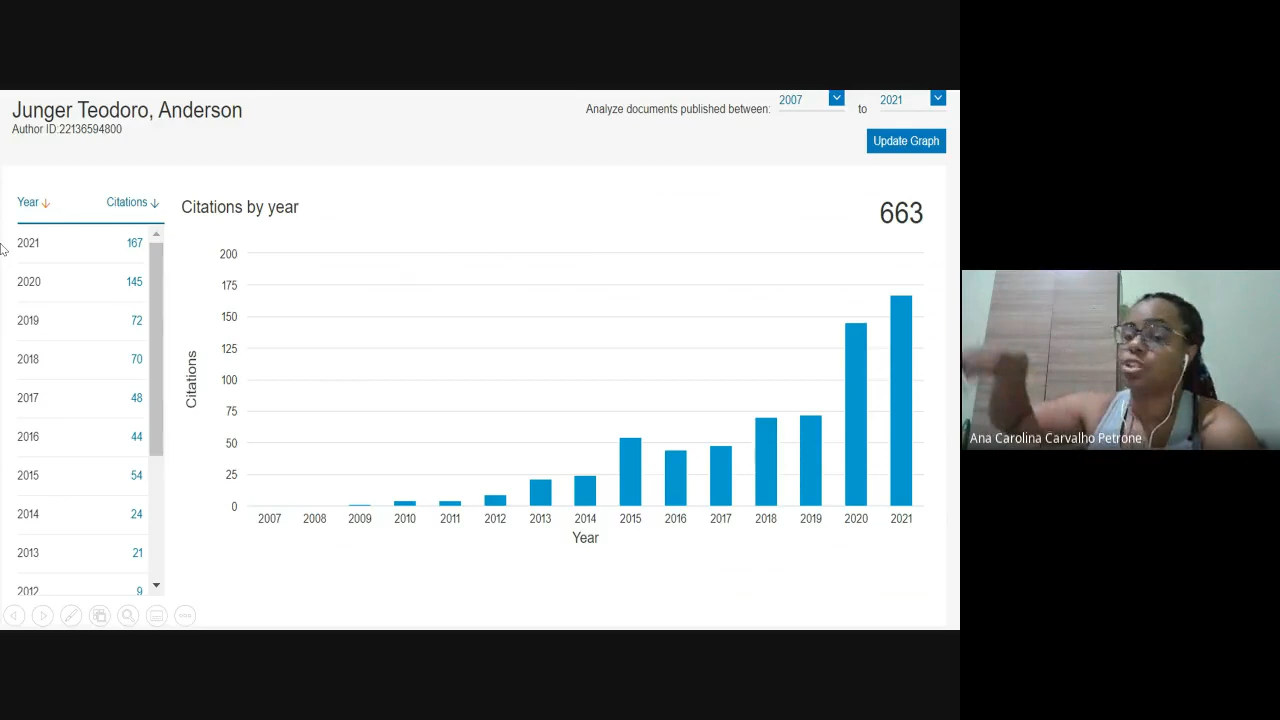 Junger Teodoro, Anderson
Author ID:22136594800
Analyze documents published between: 2007 to 2021
Update Graph
Year Citations
2021 167
2020 145
2019 72
2018 70
2017 48
2016 44
2015 54
2014 24
2013 21
2012 9
Citations by year
663
200
175
150
125
100
75
50
25
0
Citations
2007 2008 2009 2010 2011 2012 2013 2014 2015 2016 2017 2018 2019 2020 2021
Year
Ana Carolina Carvalho Petrone